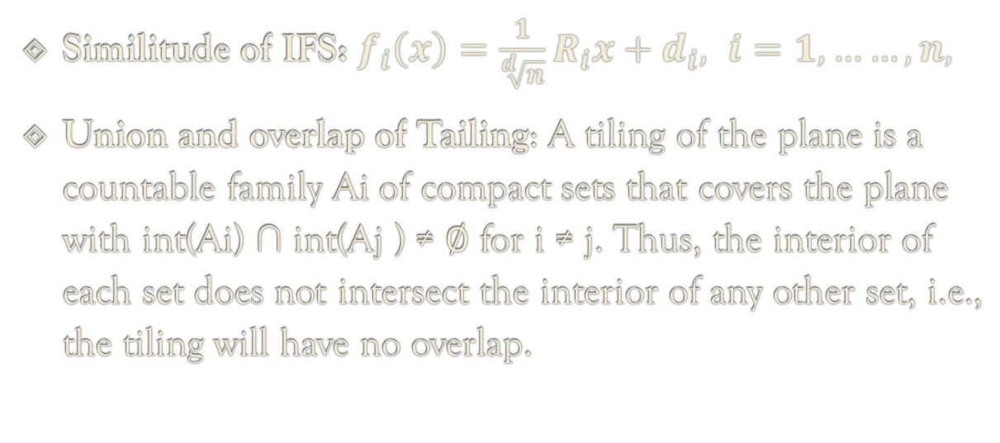 ❖ Similitude of IFS: $f_i(x) = \frac{1}{\sqrt[d]{n}} R_i x + d_i, \; i = 1, \ldots \ldots, n,$
❖ Union and overlap of Tailing: A tiling of the plane is a
countable family Ai of compact sets that covers the plane
with int(Ai) ∩ int(Aj ) ≠ Ø for i ≠ j. Thus, the interior of
each set does not intersect the interior of any other set, i.e.,
the tiling will have no overlap.